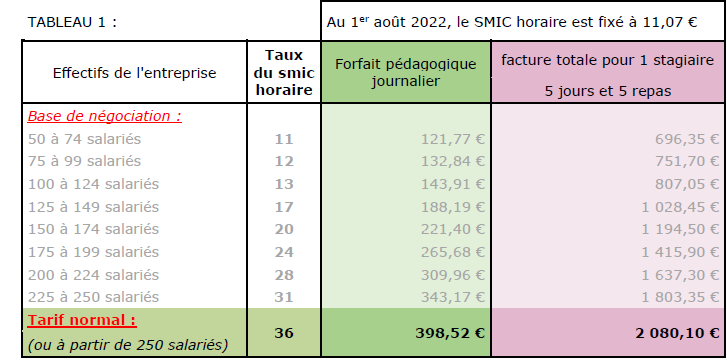 TABLEAU 1 : Au 1er août 2022, le SMIC horaire est fixé à 11,07 €
Effectifs de l'entreprise Taux du smic horaire Forfait pédagogique journalier facture totale pour 1 stagiaire 5 jours et 5 repas
Base de négociation :
50 à 74 salariés 11 121,77 € 696,35 €
75 à 99 salariés 12 132,84 € 751,70 €
100 à 124 salariés 13 143,91 € 807,05 €
125 à 149 salariés 17 188,19 € 1 028,45 €
150 à 174 salariés 20 221,40 € 1 194,50 €
175 à 199 salariés 24 265,68 € 1 415,90 €
200 à 224 salariés 28 309,96 € 1 637,30 €
225 à 250 salariés 31 343,17 € 1 803,35 €
Tarif normal :
(ou à partir de 250 salariés) 36 398,52 € 2 080,10 €